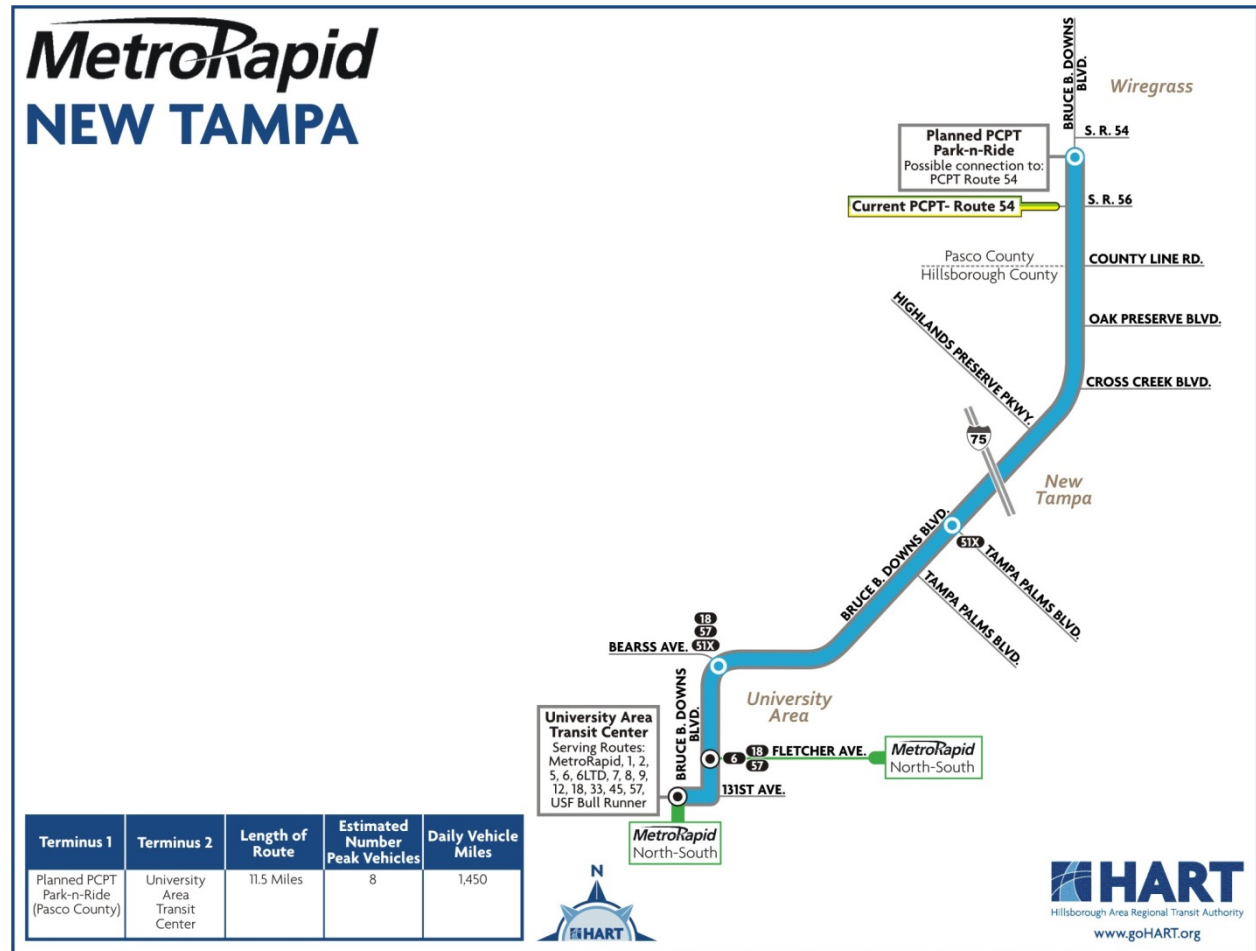 MetroRapid
NEW TAMPA
BRUCE B. DOWNS
BLVD.
Wiregrass
S. R. 54
Planned PCPT
Park-n-Ride
Possible connection to:
PCPT Route 54
Current PCPT- Route 54
S. R. 56
Pasco County
Hillsborough County
COUNTY LINE RD.
HIGHLANDS PRESERVE PKWY.
OAK PRESERVE BLVD.
CROSS CREEK BLVD.
75
New
Tampa
BRUCE B. DOWNS BLVD.
51X
TAMPA PALMS BLVD.
TAMPA PALMS BLVD.
18
57
BEARSS AVE. 51X
BRUCE B. DOWNS
BLVD.
University
Area
University Area
Transit Center
Serving Routes:
MetroRapid, 1, 2,
5, 6, 6LTD, 7, 8, 9,
12, 18, 33, 45, 57,
USF Bull Runner
6 18 FLETCHER AVE.
57
MetroRapid
North-South
131ST AVE.
MetroRapid
North-South
Terminus 1 Terminus 2 Length of Route Estimated Number Peak Vehicles Daily Vehicle Miles
Planned PCPT Park-n-Ride (Pasco County) University Area Transit Center 11.5 Miles 8 1,450
N
HART
HART
Hillsborough Area Regional Transit Authority
www.goHART.org